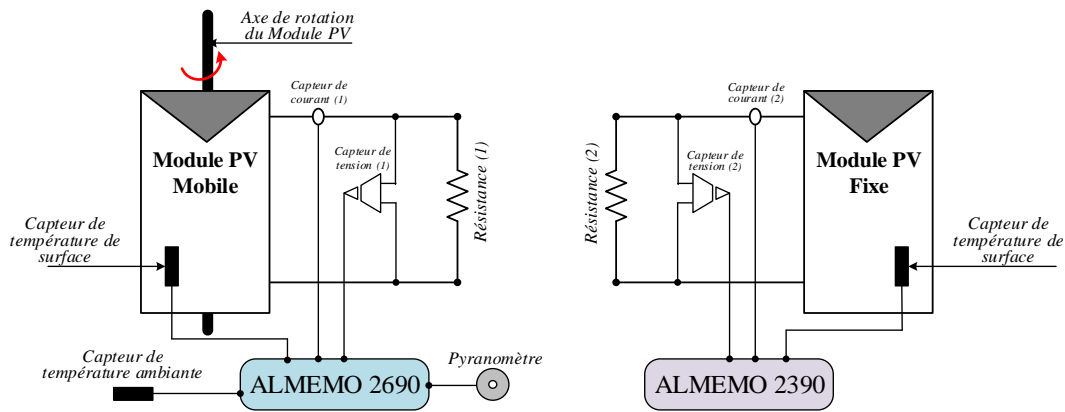 Axe de rotation
du Module PV
Capteur de
courant (1)
Module PV
Mobile
Capteur de
tension (1)
Résistance (1)
Capteur de
température de
surface
Capteur de
température ambiante
ALMEMO 2690
Pyranomètre
Capteur de
courant (2)
Résistance (2)
Capteur de
tension (2)
Module PV
Fixe
Capteur de
température de
surface
ALMEMO 2390